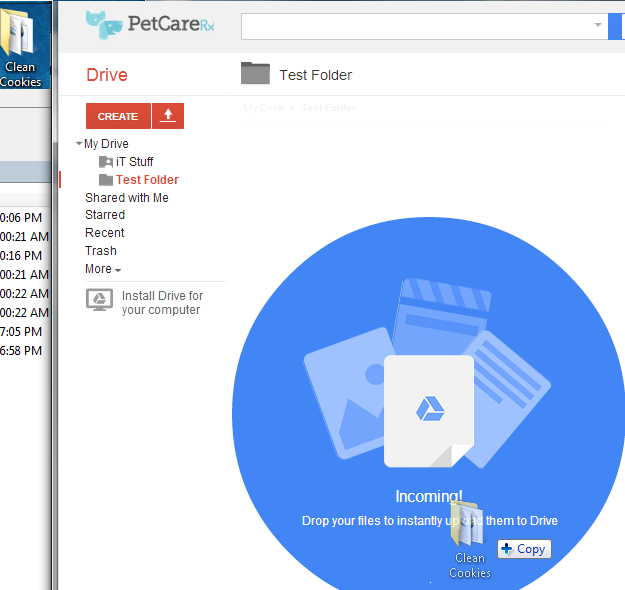 Clean
Cookies
0:06 PM
00:21 AM
0:16 PM
00:21 AM
00:22 AM
00:22 AM
7:05 PM
6:58 PM
PetCareRx
Drive
Test Folder
My Drive › Test Folder
CREATE
My Drive
iT Stuff
Test Folder
Shared with Me
Starred
Recent
Trash
More
Install Drive for
your computer
Incoming!
Drop your files to instantly up them to Drive
Copy
Clean
Cookies